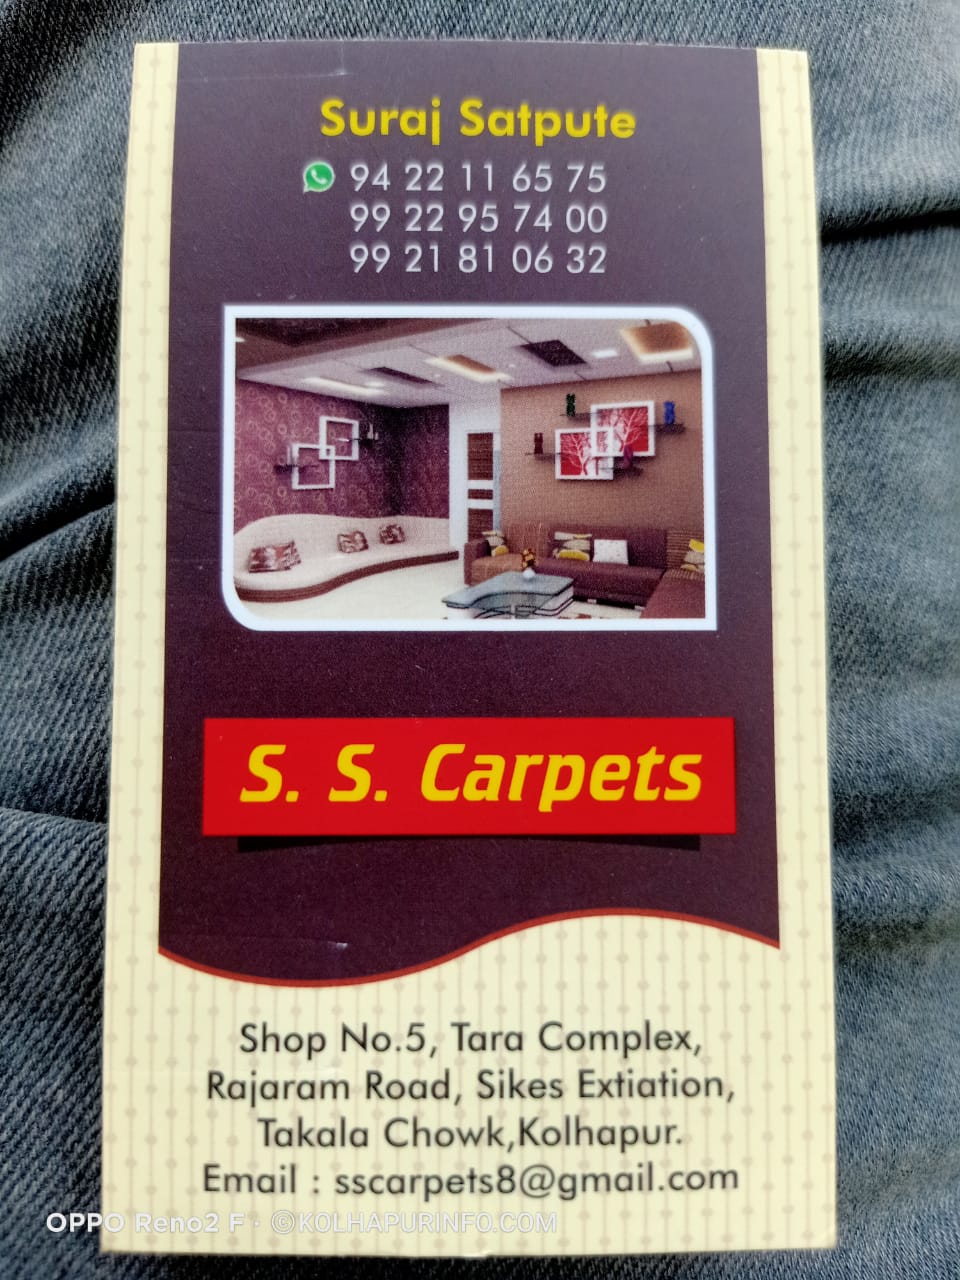 Suraj Satpute
94 22 11 65 75
99 22 95 74 00
99 21 81 06 32
S. S. Carpets
Shop No.5, Tara Complex,
Rajaram Road, Sikes Extiation,
Takala Chowk,Kolhapur.
Email : sscarpets8@gmail.com
OPPO Reno2 F · ©KOLHAPURINFO.COM